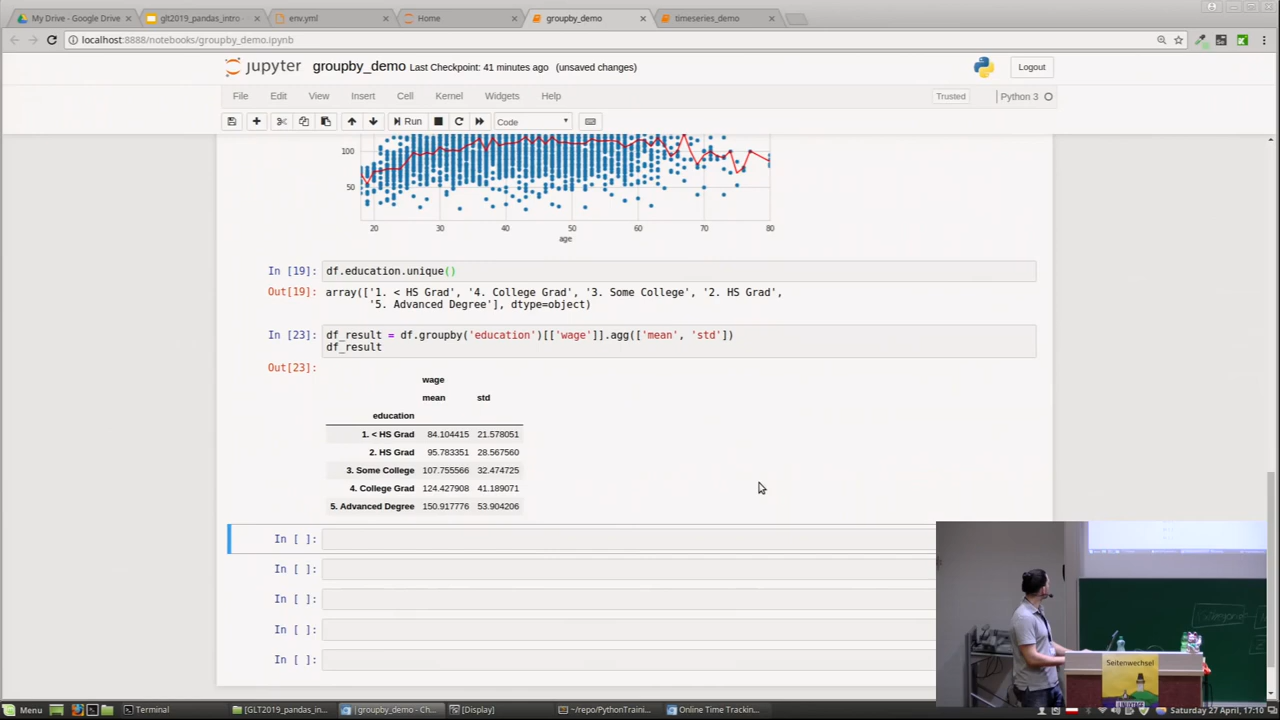 My Drive - Google Drive
glt2019_pandas_intro -
env.yml
Home
groupby_demo
timeseries_demo
localhost:8888/notebooks/groupby_demo.ipynb
jupyter groupby_demo Last Checkpoint: 41 minutes ago (unsaved changes)
Logout
File Edit View Insert Cell Kernel Widgets Help
Trusted
Python 3
Run
Code
100
50
20 30 40 50 60 70 80
age
In [19]: df.education.unique()
Out[19]: array(['1. < HS Grad', '4. College Grad', '3. Some College', '2. HS Grad',
'5. Advanced Degree'], dtype=object)
In [23]: df_result = df.groupby('education')[['wage']].agg(['mean', 'std'])
df_result
Out[23]:
wage
mean std
education
1. < HS Grad 84.104415 21.578051
2. HS Grad 95.783351 28.567560
3. Some College 107.755566 32.474725
4. College Grad 124.427908 41.189071
5. Advanced Degree 150.917776 53.904206
In [ ]:
In [ ]:
In [ ]:
In [ ]:
In [ ]:
Seitenwechsel
Menu
Terminal
[GLT2019_pandas_in...
groupby_demo - Ch...
[Display]
~/repo/PythonTraini...
Online Time Trackin...
Saturday 27 April, 17:10